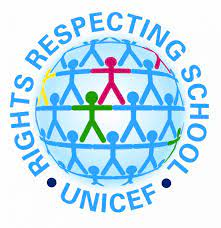 RIGHTS RESPECTING SCHOOL
UNICEF